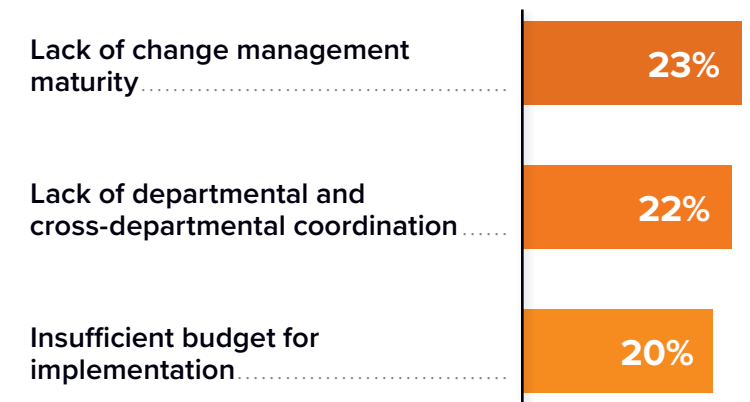 Lack of change management
maturity
23%
Lack of departmental and
cross-departmental coordination
22%
Insufficient budget for
implementation
20%